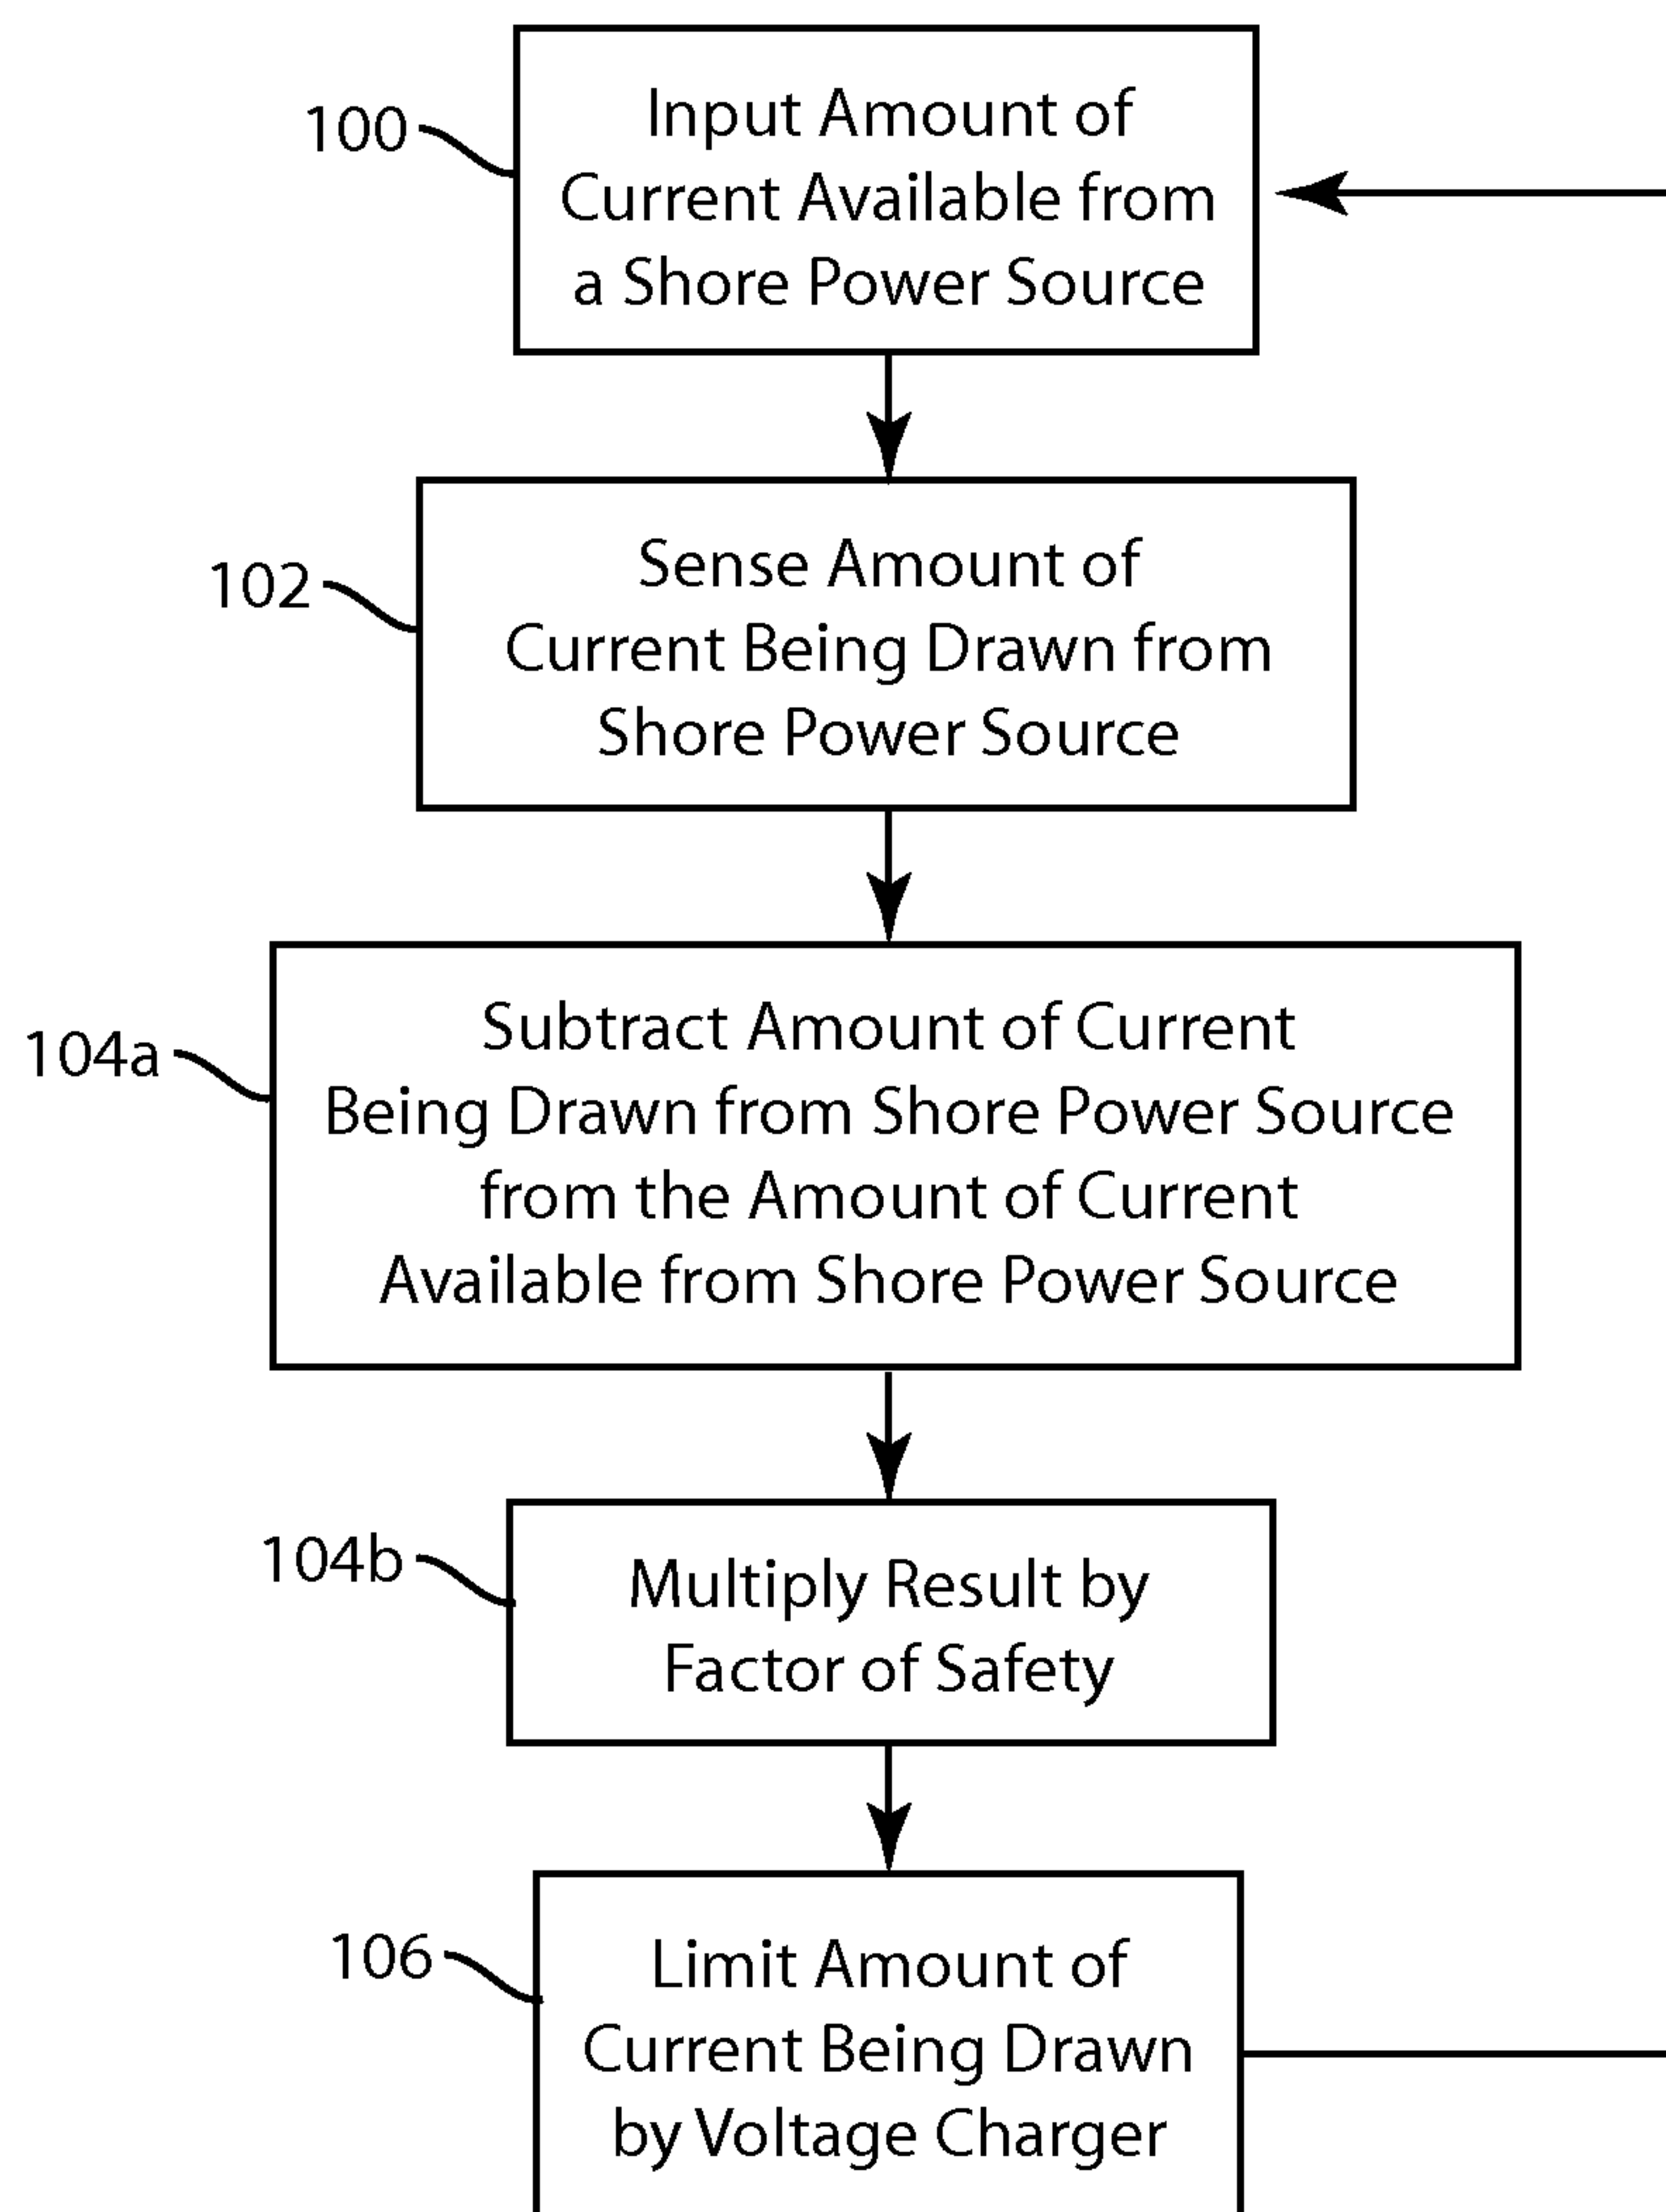 100
Input Amount of
Current Available from
a Shore Power Source
102
Sense Amount of
Current Being Drawn from
Shore Power Source
104a
Subtract Amount of Current
Being Drawn from Shore Power Source
from the Amount of Current
Available from Shore Power Source
104b
Multiply Result by
Factor of Safety
106
Limit Amount of
Current Being Drawn
by Voltage Charger